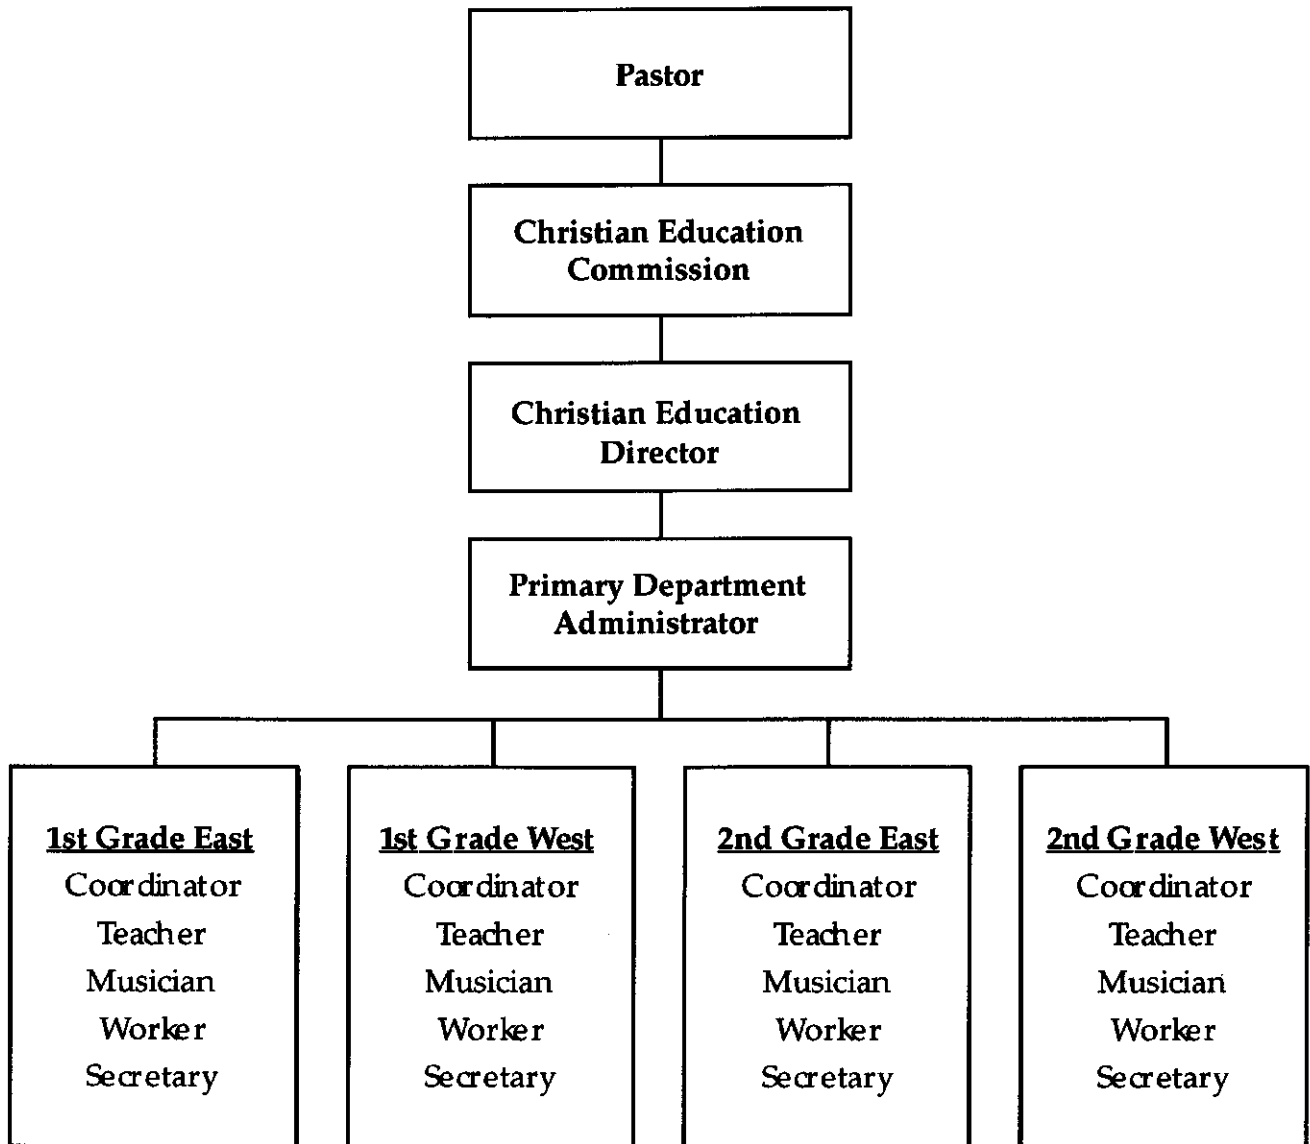 Pastor
Christian Education
Commission
Christian Education
Director
Primary Department
Administrator
1st Grade East
Coordinator
Teacher
Musician
Worker
Secretary
1st Grade West
Coordinator
Teacher
Musician
Worker
Secretary
2nd Grade East
Coordinator
Teacher
Musician
Worker
Secretary
2nd Grade West
Coordinator
Teacher
Musician
Worker
Secretary